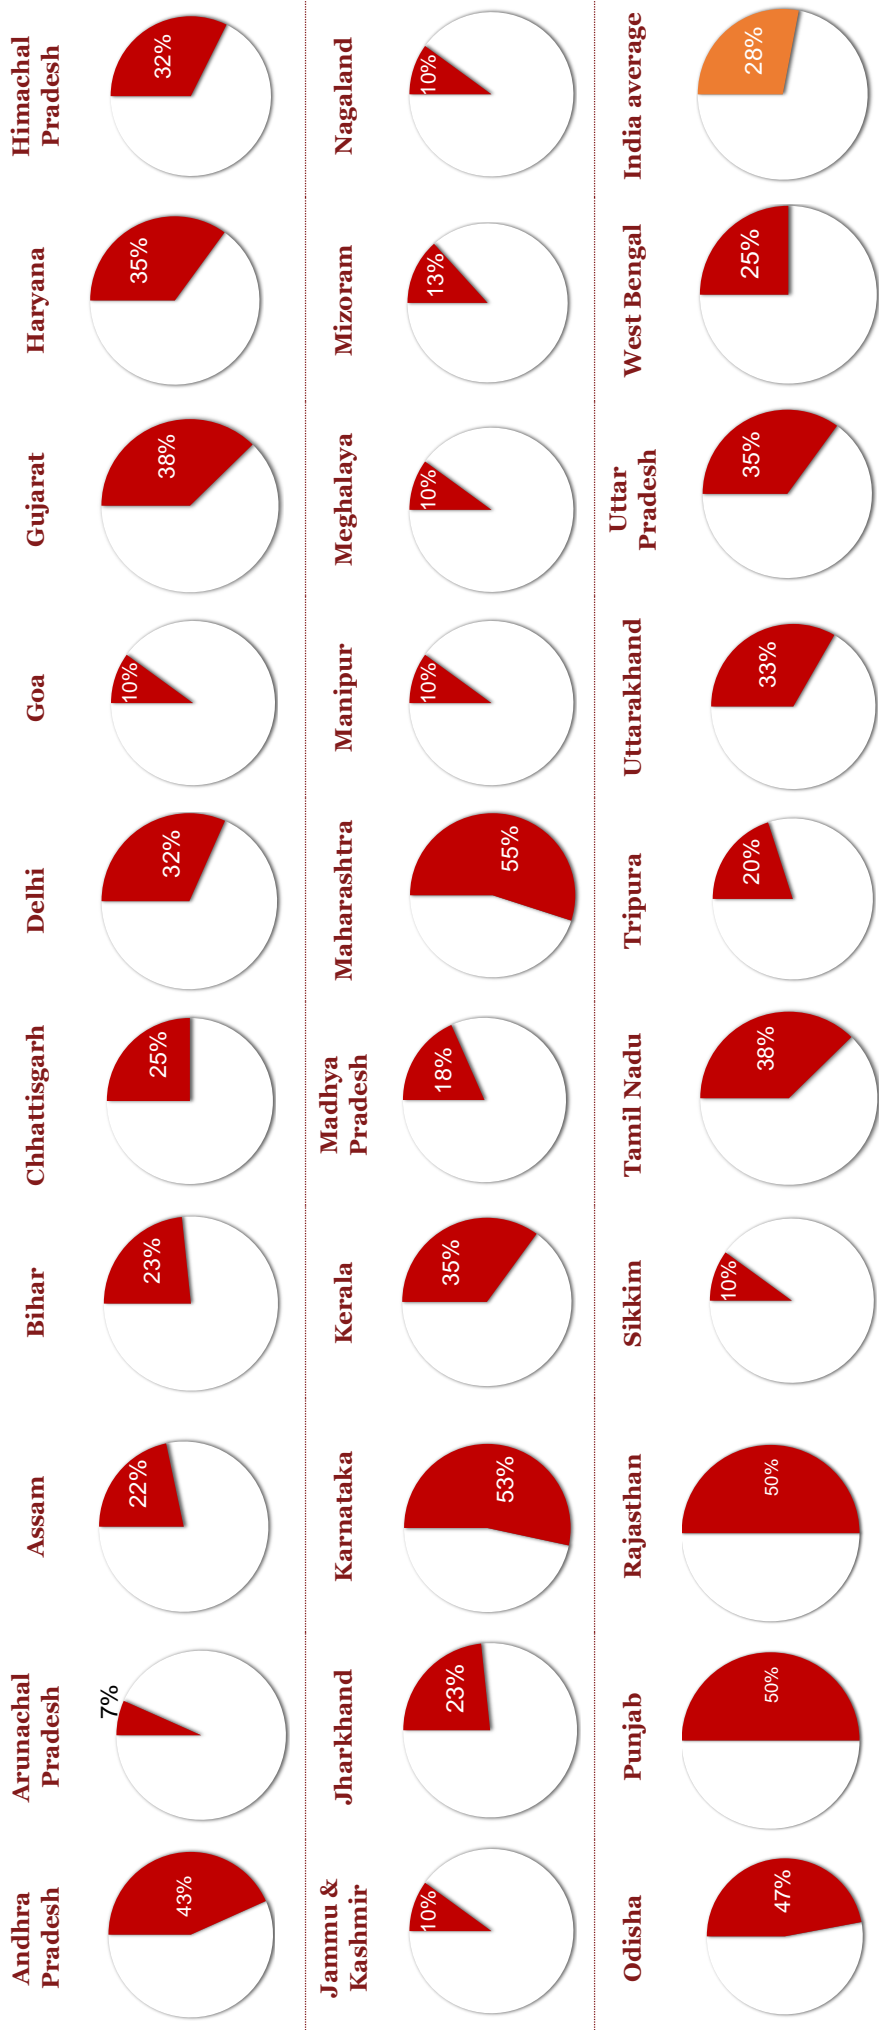 Andhra
Pradesh
43%
Arunachal
Pradesh
7%
Assam
22%
Bihar
23%
Chhattisgarh
25%
Delhi
32%
Goa
10%
Gujarat
38%
Haryana
35%
Himachal
Pradesh
32%
Jammu &
Kashmir
10%
Jharkhand
23%
Karnataka
53%
Kerala
35%
Madhya
Pradesh
18%
Maharashtra
55%
Manipur
10%
Meghalaya
10%
Mizoram
13%
Nagaland
10%
Odisha
47%
Punjab
50%
Rajasthan
50%
Sikkim
10%
Tamil Nadu
38%
Tripura
20%
Uttarakhand
33%
Uttar
Pradesh
35%
West Bengal
25%
India average
28%